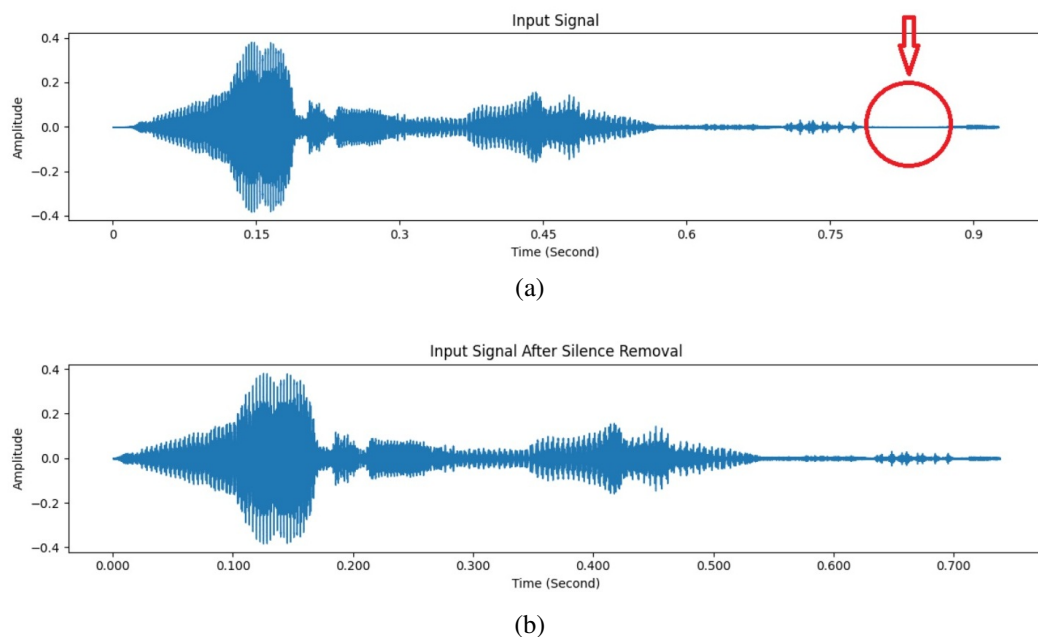 Input Signal
0.4
0.2
0.0
−0.2
−0.4
Amplitude
0 0.15 0.3 0.45 0.6 0.75 0.9
Time (Second)
(a)
Input Signal After Silence Removal
0.4
0.2
0.0
−0.2
−0.4
Amplitude
0.000 0.100 0.200 0.300 0.400 0.500 0.600 0.700
Time (Second)
(b)